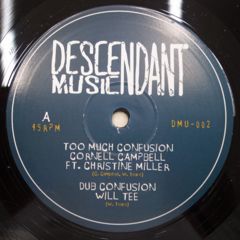 DESCENDANT
MUSIC
A
45RPM
DMU-002
TOO MUCH CONFUSION
CORNELL CAMPBELL
FT. CHRISTINE MILLER
DUB CONFUSION
WILL TEE